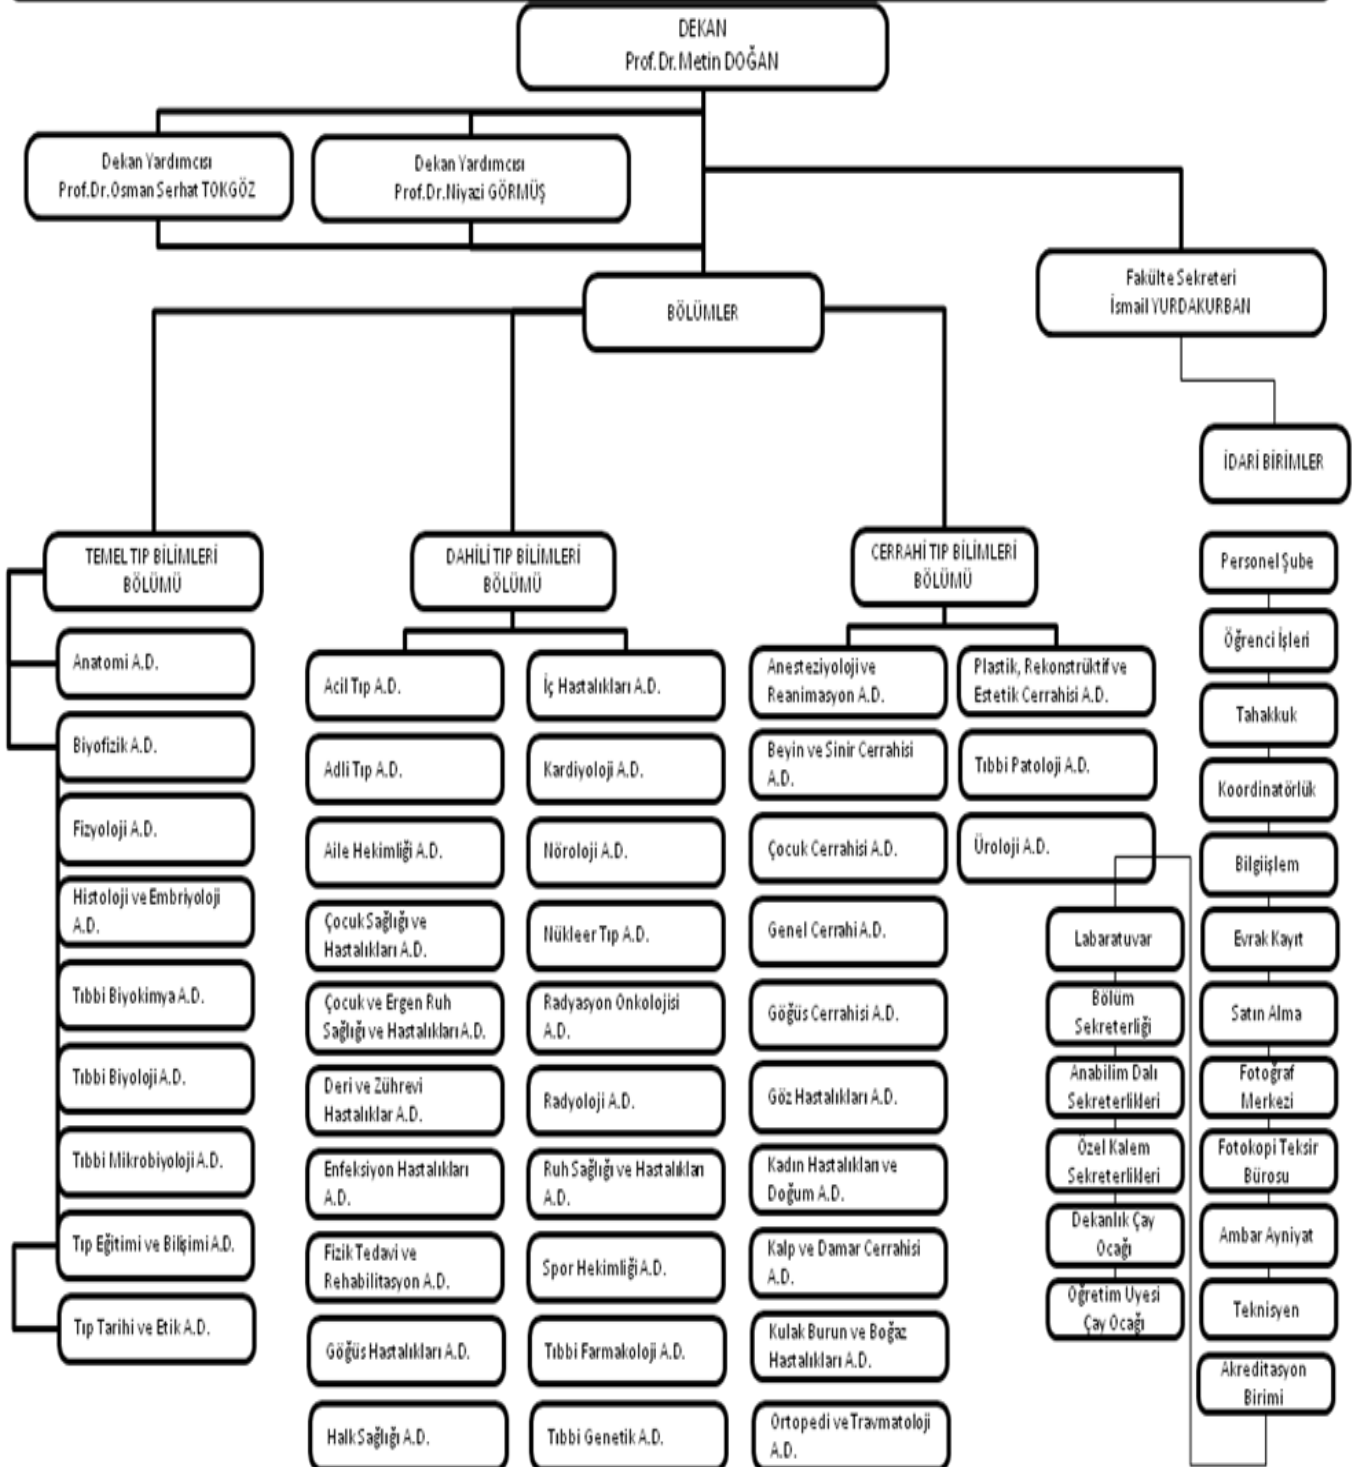 DEKAN
Prof.Dr.Metin DOĞAN
Dekan Yardımcısı
Prof.Dr.Osman Serhat TOKGÖZ
Dekan Yardımcısı
Prof.Dr.Niyazi GÖRMÜŞ
Fakülte Sekreteri
İsmail YURDAKURBAN
BÖLÜMLER
İDARİ BİRİMLER
TEMEL TIP BİLİMLERİ
BÖLÜMÜ
Anatomi A.D.
Biyofizik A.D.
Fizyoloji A.D.
Histoloji ve Embriyoloji
A.D.
Tıbbi Biyokimya A.D.
Tıbbi Biyoloji A.D.
Tıbbi Mikrobiyoloji A.D.
Tıp Eğitimi ve Bilişimi A.D.
Tıp Tarihi ve Etik A.D.
DAHİLİ TIP BİLİMLERİ
BÖLÜMÜ
Acil Tıp A.D.
Adli Tıp A.D.
Aile Hekimliği A.D.
Çocuk Sağlığı ve
Hastalıkları A.D.
Çocuk ve Ergen Ruh
Sağlığı ve Hastalıkları A.D.
Deri ve Zührevi
Hastalıklar A.D.
Enfeksiyon Hastalıkları
A.D.
Fizik Tedavi ve
Rehabilitasyon A.D.
Göğüs Hastalıkları A.D.
Halk Sağlığı A.D.
İç Hastalıkları A.D.
Kardiyoloji A.D.
Nöroloji A.D.
Nükleer Tıp A.D.
Radyasyon Onkolojisi
A.D.
Radyoloji A.D.
Ruh Sağlığı ve Hastalıkları
A.D.
Spor Hekimliği A.D.
Tıbbi Farmakoloji A.D.
Tıbbi Genetik A.D.
CERRAHİ TIP BİLİMLERİ
BÖLÜMÜ
Anesteziyoloji ve
Reanimasyon A.D.
Beyin ve Sinir Cerrahisi
A.D.
Çocuk Cerrahisi A.D.
Genel Cerrahi A.D.
Göğüs Cerrahisi A.D.
Göz Hastalıkları A.D.
Kadın Hastalıkları ve
Doğum A.D.
Kalp ve Damar Cerrahisi
A.D.
Kulak Burun ve Boğaz
Hastalıkları A.D.
Ortopedi ve Travmatoloji
A.D.
Plastik, Rekonstrüktif ve
Estetik Cerrahisi A.D.
Tıbbi Patoloji A.D.
Üroloji A.D.
Personel Şube
Öğrenci İşleri
Tahakkuk
Koordinatörlük
Bilgiişlem
Evrak Kayıt
Satın Alma
Fotoğraf
Merkezi
Fotokopi Teksir
Bürosu
Ambar Ayniyat
Teknisyen
Akreditasyon
Birimi
Labaratuvar
Bölüm
Sekreterliği
Anabilim Dalı
Sekreterlikleri
Özel Kalem
Sekreterlikleri
Dekanlık Çay
Ocağı
Öğretim Üyesi
Çay Ocağı